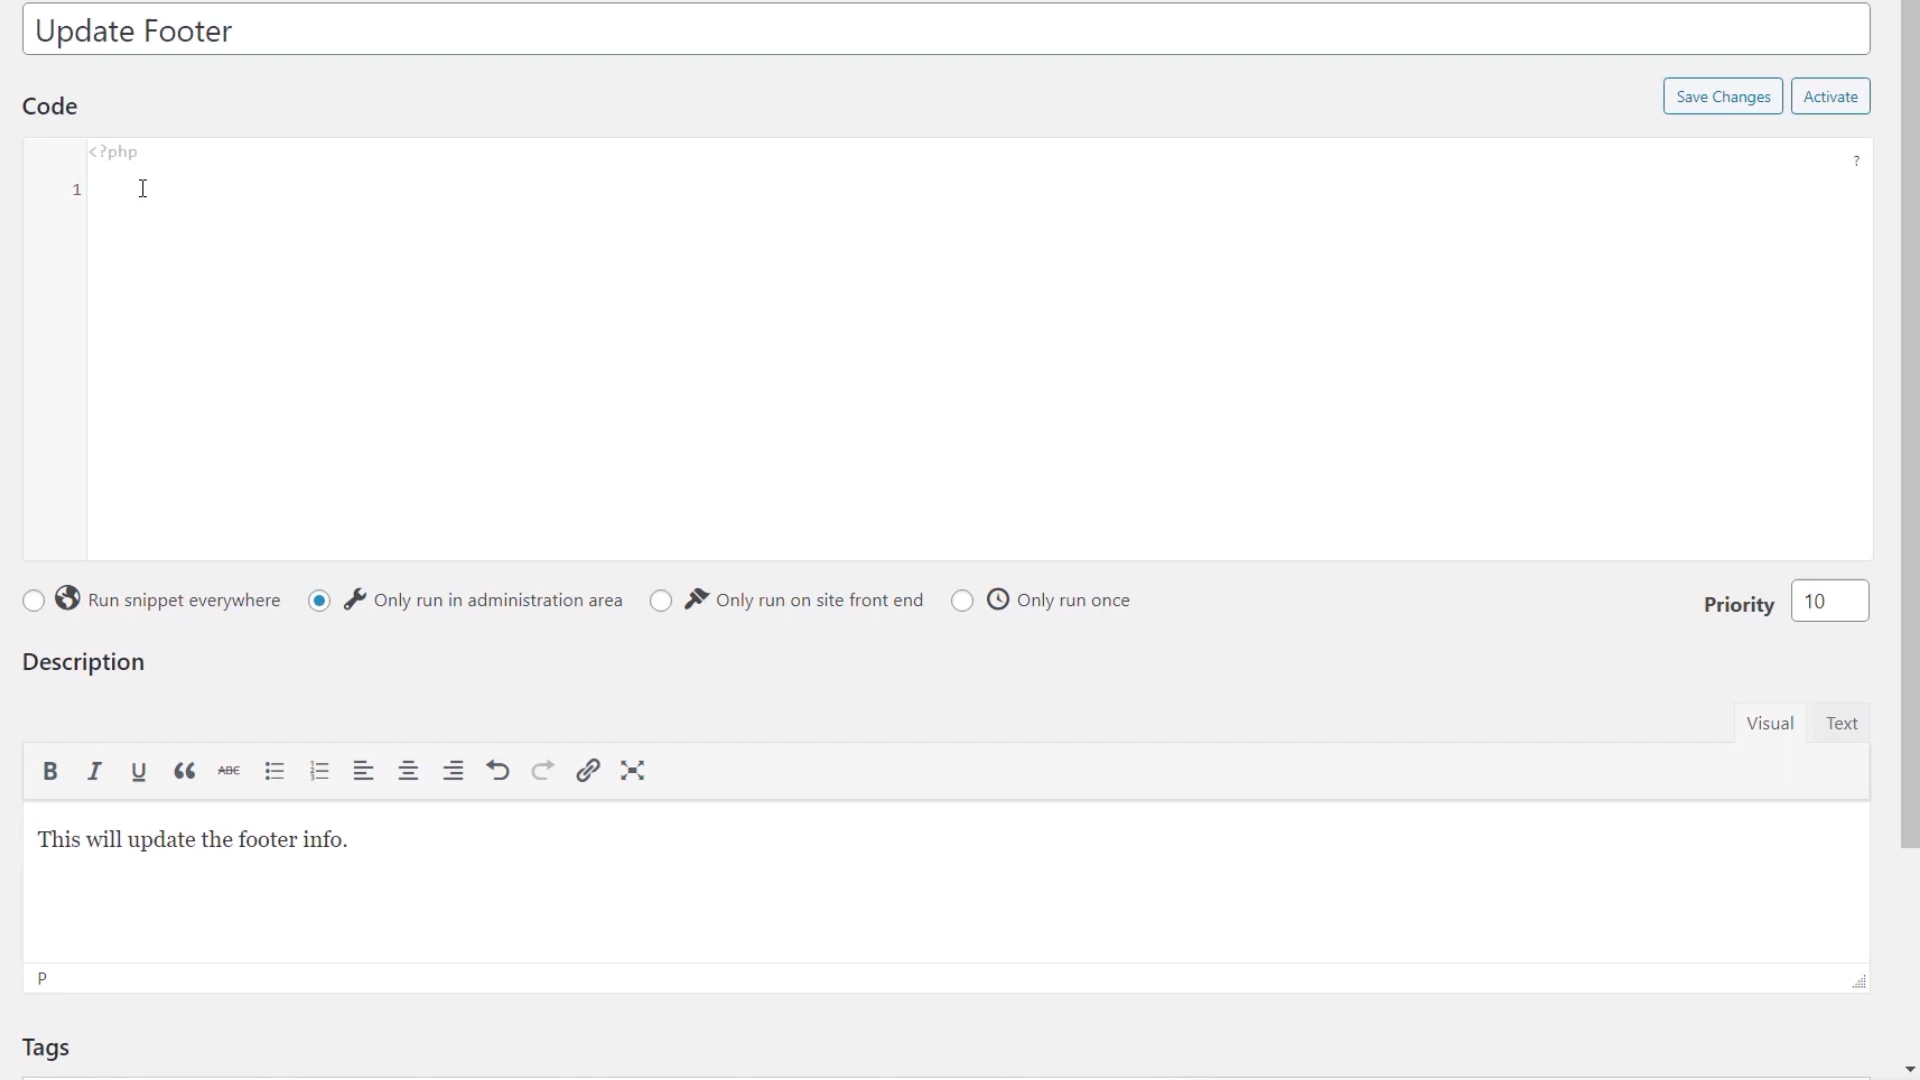 Update Footer
Code
Save Changes Activate
<?php
?
1
Run snippet everywhere Only run in administration area Only run on site front end Only run once
Priority 10
Description
Visual Text
B I U ABC
This will update the footer info.
P
Tags